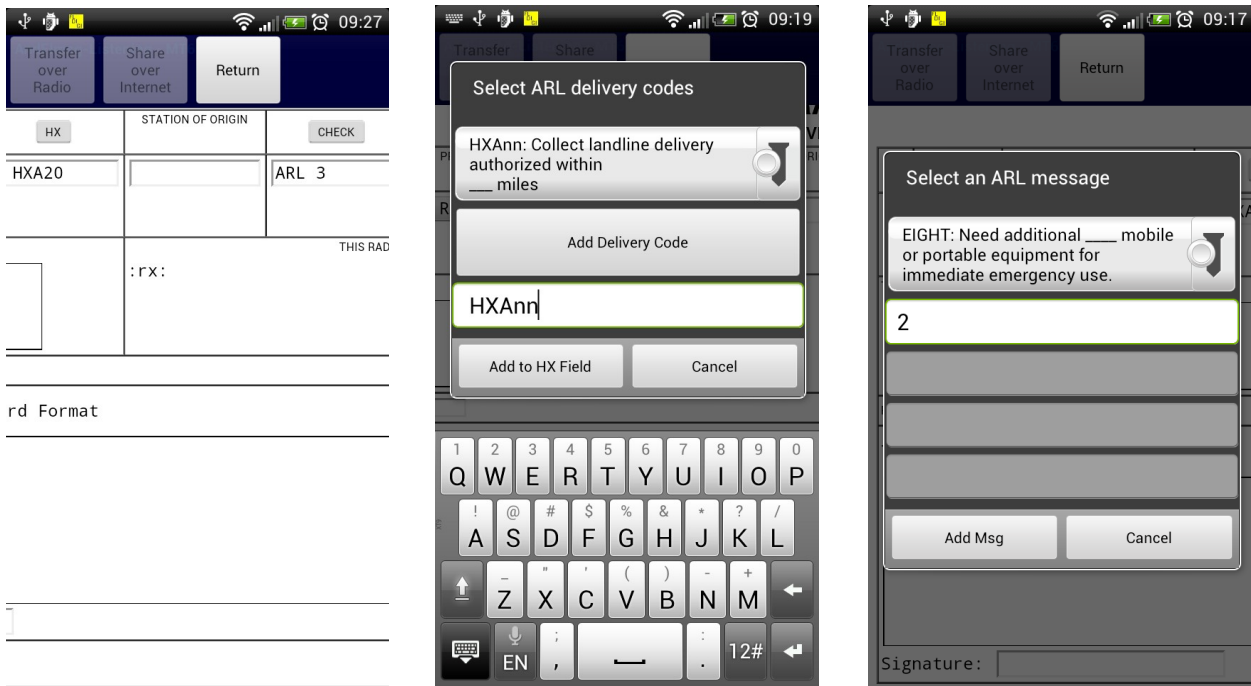 09:27
Transfer over Radio
Share over Internet
Return
HX
STATION OF ORIGIN
CHECK
HXA20
ARL 3
THIS RAD
:rx:
rd Format
09:19
Transfer
Share
Select ARL delivery codes
HXAnn: Collect landline delivery
authorized within
___ miles
Add Delivery Code
HXAnn
Add to HX Field
Cancel
1 2 3 4 5 6 7 8 9 0
Q W E R T Y U I O P
! @ # $ % & * ? /
A S D F G H J K L
_ " ' ( ) - +
Z X C V B N M
; :
EN , . 12#
09:17
Transfer over Radio
Share over Internet
Return
Select an ARL message
EIGHT: Need additional ____ mobile
or portable equipment for
immediate emergency use.
2
Add Msg
Cancel
Signature: